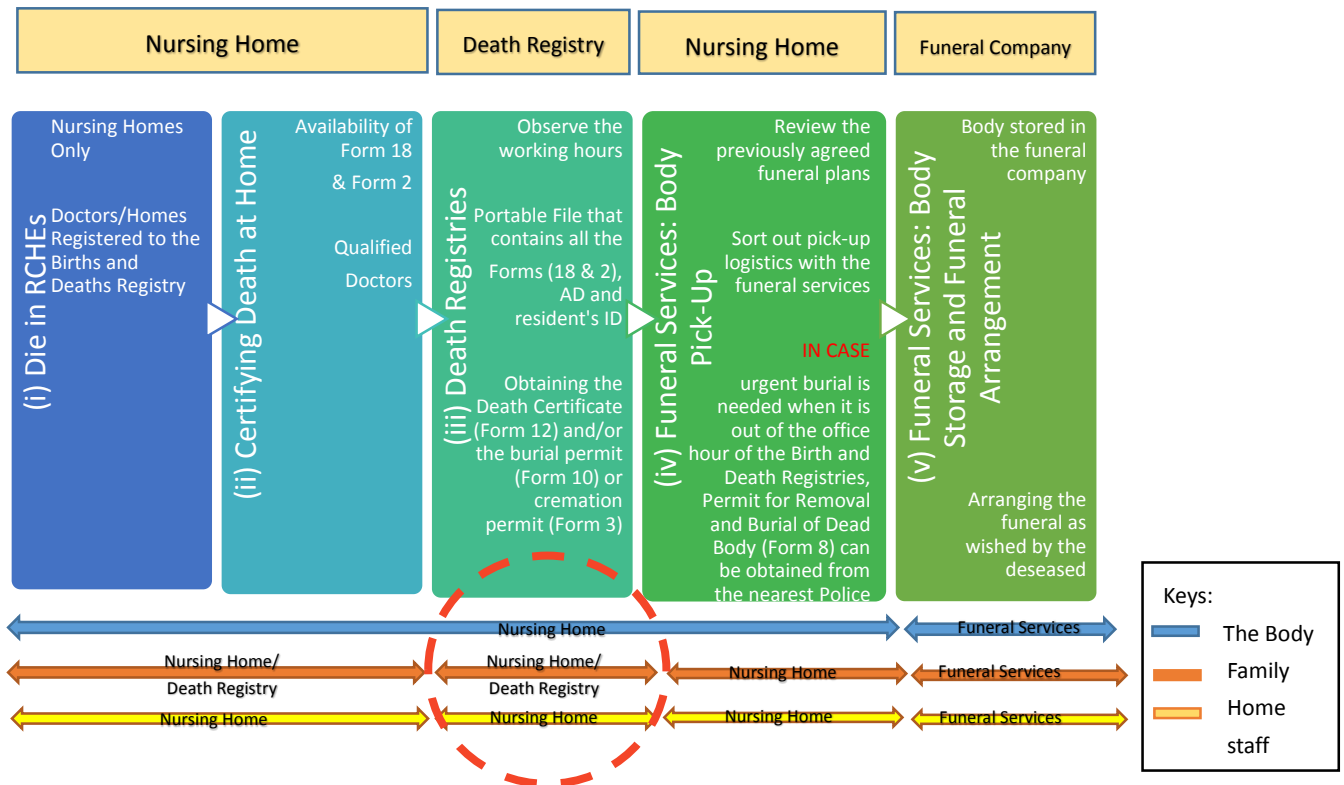 Nursing Home
Death Registry
Nursing Home
Funeral Company
(i) Die in RCHEs
Nursing Homes
Only
Doctors/Homes
Registered to the
Births and
Deaths Registry
(ii) Certifying Death at Home
Availability of
Form 18
& Form 2
Qualified
Doctors
(iii) Death Registries
Observe the
working hours
Portable File that
contains all the
Forms (18 & 2),
AD and
resident's ID
Obtaining the
Death Certificate
(Form 12) and/or
the burial permit
(Form 10) or
cremation
permit (Form 3)
(iv) Funeral Services: Body
Pick-Up
Review the
previously agreed
funeral plans
Sort out pick-up
logistics with the
funeral services
IN CASE
urgent burial is
needed when it is
out of the office
hour of the Birth and
Death Registries,
Permit for Removal
and Burial of Dead
Body (Form 8) can
be obtained from
the nearest Police
(v) Funeral Services: Body
Storage and Funeral
Arrangement
Body stored in
the funeral
company
Arranging the
funeral as
wished by the
deseased
Nursing Home
Funeral Services
Nursing Home/
Death Registry
Nursing Home/
Death Registry
Nursing Home
Funeral Services
Nursing Home
Nursing Home
Nursing Home
Funeral Services
Keys:
The Body
Family
Home
staff